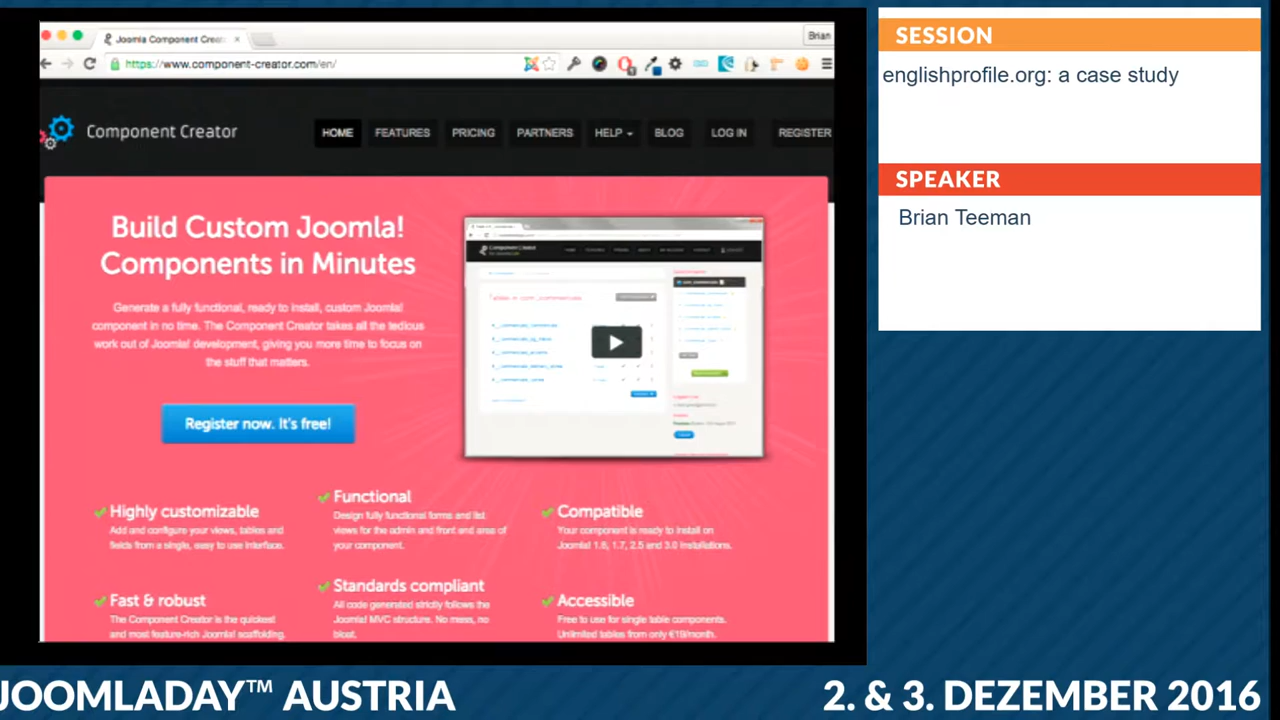 Joomla Component Crea
Brian
https://www.component-creator.com/en/
Component Creator
HOME
FEATURES
PRICING
PARTNERS
HELP
BLOG
LOG IN
REGISTER
Build Custom Joomla!
Components in Minutes
Generate a fully functional, ready to install, custom Joomla!
component in no time. The Component Creator takes all the tedious
work out of Joomla! development, giving you more time to focus on
the stuff that matters.
Register now. It's free!
Highly customizable
Add and configure your views, tables and
fields from a single, easy to use interface.
Functional
Design fully functional forms and list
views for the admin and front end area of
your component.
Compatible
Your component is ready to install on
Joomla! 1.6, 1.7, 2.5 and 3.0 installations.
Fast & robust
The Component Creator is the quickest
and most feature-rich Joomla! scaffolding.
Standards compliant
All code generated strictly follows the
Joomla! MVC structure. No mess, no
bloat.
Accessible
Free to use for single table components.
Unlimited tables from only €19/month.
SESSION
englishprofile.org: a case study
SPEAKER
Brian Teeman
JOOMLADAY™ AUSTRIA
2. & 3. DEZEMBER 2016